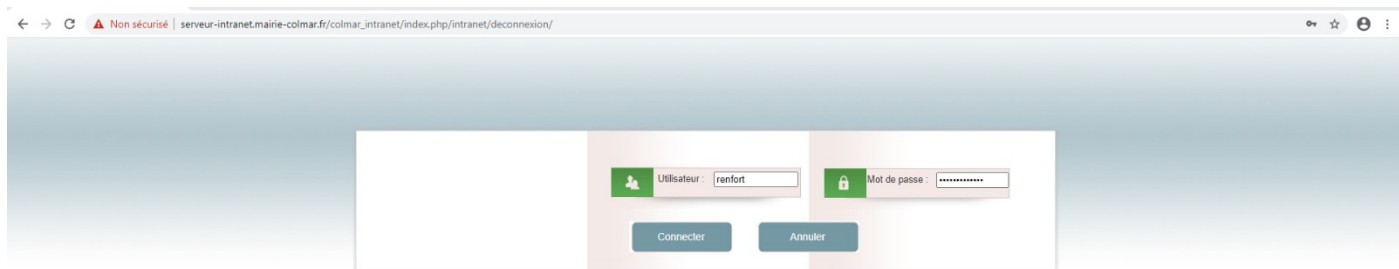 Non sécurisé | serveur-intranet.mairie-colmar.fr/colmar_intranet/index.php/intranet/deconnexion/
Utilisateur : renfort Mot de passe : •••••••••••••
Connecter Annuler